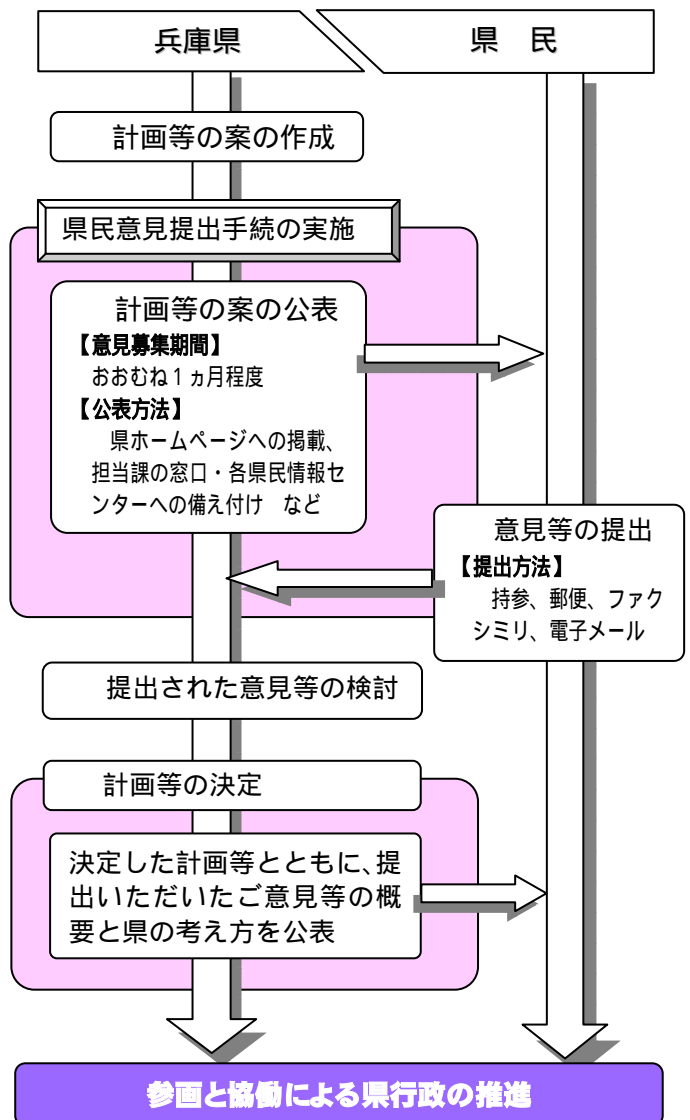 兵庫県
県　民
計画等の案の作成
県民意見提出手続の実施
計画等の案の公表
【意見募集期間】
おおむね１ヵ月程度
【公表方法】
県ホームページへの掲載、
担当課の窓口・各県民情報セ
ンターへの備え付け　など
意見等の提出
【提出方法】
持参、郵便、ファク
シミリ、電子メール
提出された意見等の検討
計画等の決定
決定した計画等とともに、提
出いただいたご意見等の概
要と県の考え方を公表
参画と協働による県行政の推進